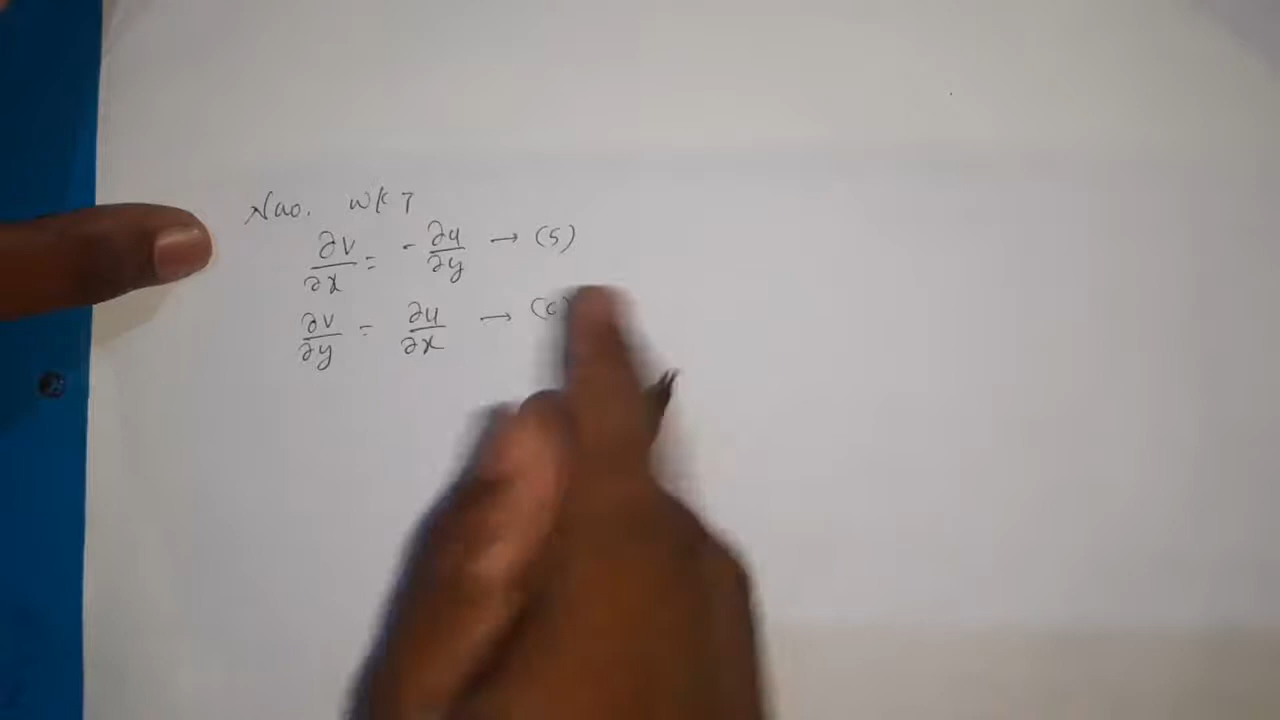 Now. WKT
∂v/∂x = - ∂u/∂y → (5)
∂v/∂y = ∂u/∂x → (6)